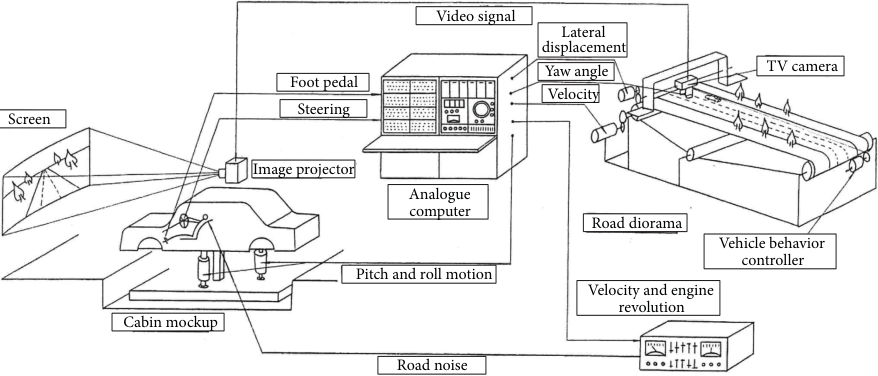 Video signal
Lateral
displacement
Yaw angle
Velocity
TV camera
Foot pedal
Steering
Screen
Image projector
Analogue
computer
Road diorama
Vehicle behavior
controller
Pitch and roll motion
Velocity and engine
revolution
Cabin mockup
Road noise